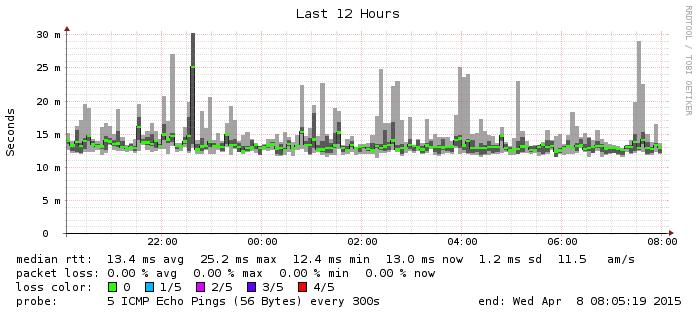 Last 12 Hours
RRDTOOL / TOBI OETIKER
Seconds
30 m
25 m
20 m
15 m
10 m
5 m
0
22:00 00:00 02:00 04:00 06:00 08:00
median rtt: 13.4 ms avg 25.2 ms max 12.4 ms min 13.0 ms now 1.2 ms sd 11.5 am/s
packet loss: 0.00 % avg 0.00 % max 0.00 % min 0.00 % now
loss color: 0 1/5 2/5 3/5 4/5
probe: 5 ICMP Echo Pings (56 Bytes) every 300s end: Wed Apr 8 08:05:19 2015